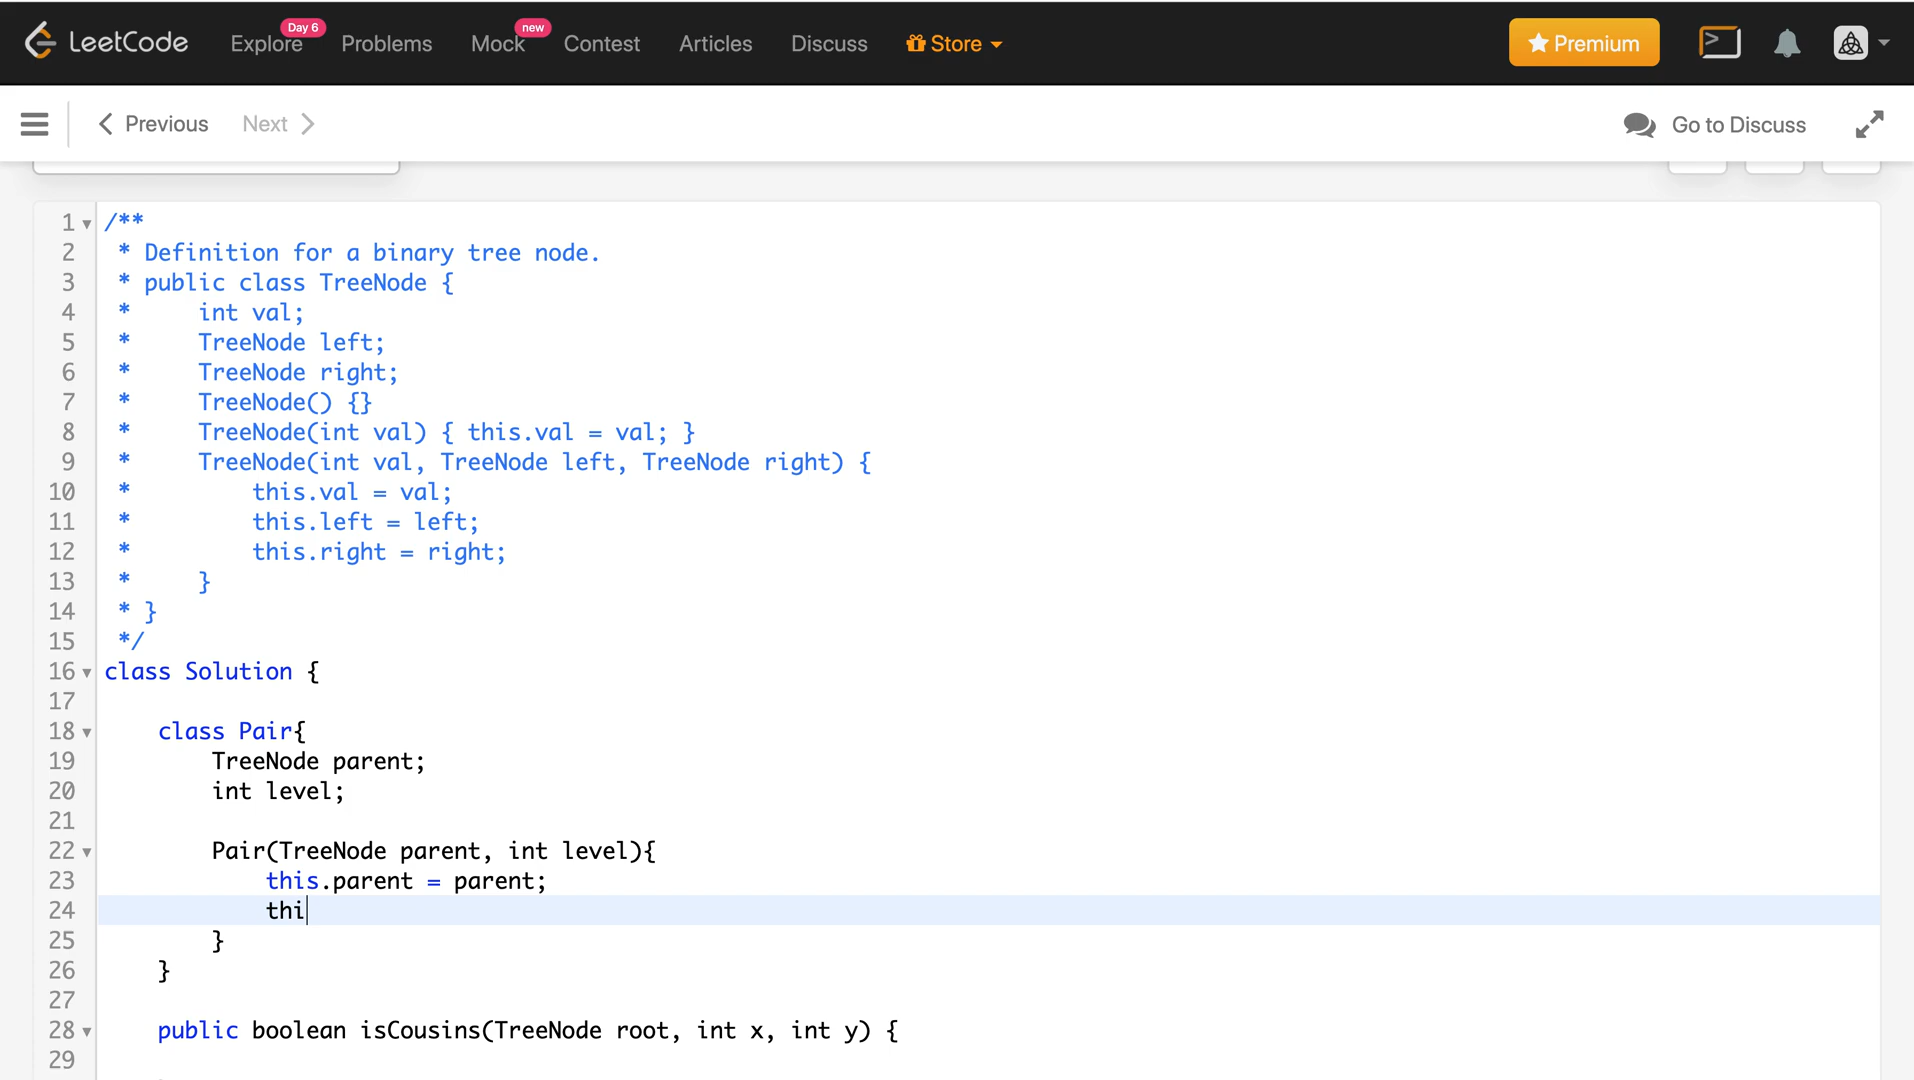 LeetCode Explore Day 6 Problems Mock new Contest Articles Discuss Store Premium
Previous Next Go to Discuss
1 /**
2 * Definition for a binary tree node.
3 * public class TreeNode {
4 * int val;
5 * TreeNode left;
6 * TreeNode right;
7 * TreeNode() {}
8 * TreeNode(int val) { this.val = val; }
9 * TreeNode(int val, TreeNode left, TreeNode right) {
10 * this.val = val;
11 * this.left = left;
12 * this.right = right;
13 * }
14 * }
15 */
16 class Solution {
17
18 class Pair{
19 TreeNode parent;
20 int level;
21
22 Pair(TreeNode parent, int level){
23 this.parent = parent;
24 thi
25 }
26 }
27
28 public boolean isCousins(TreeNode root, int x, int y) {
29